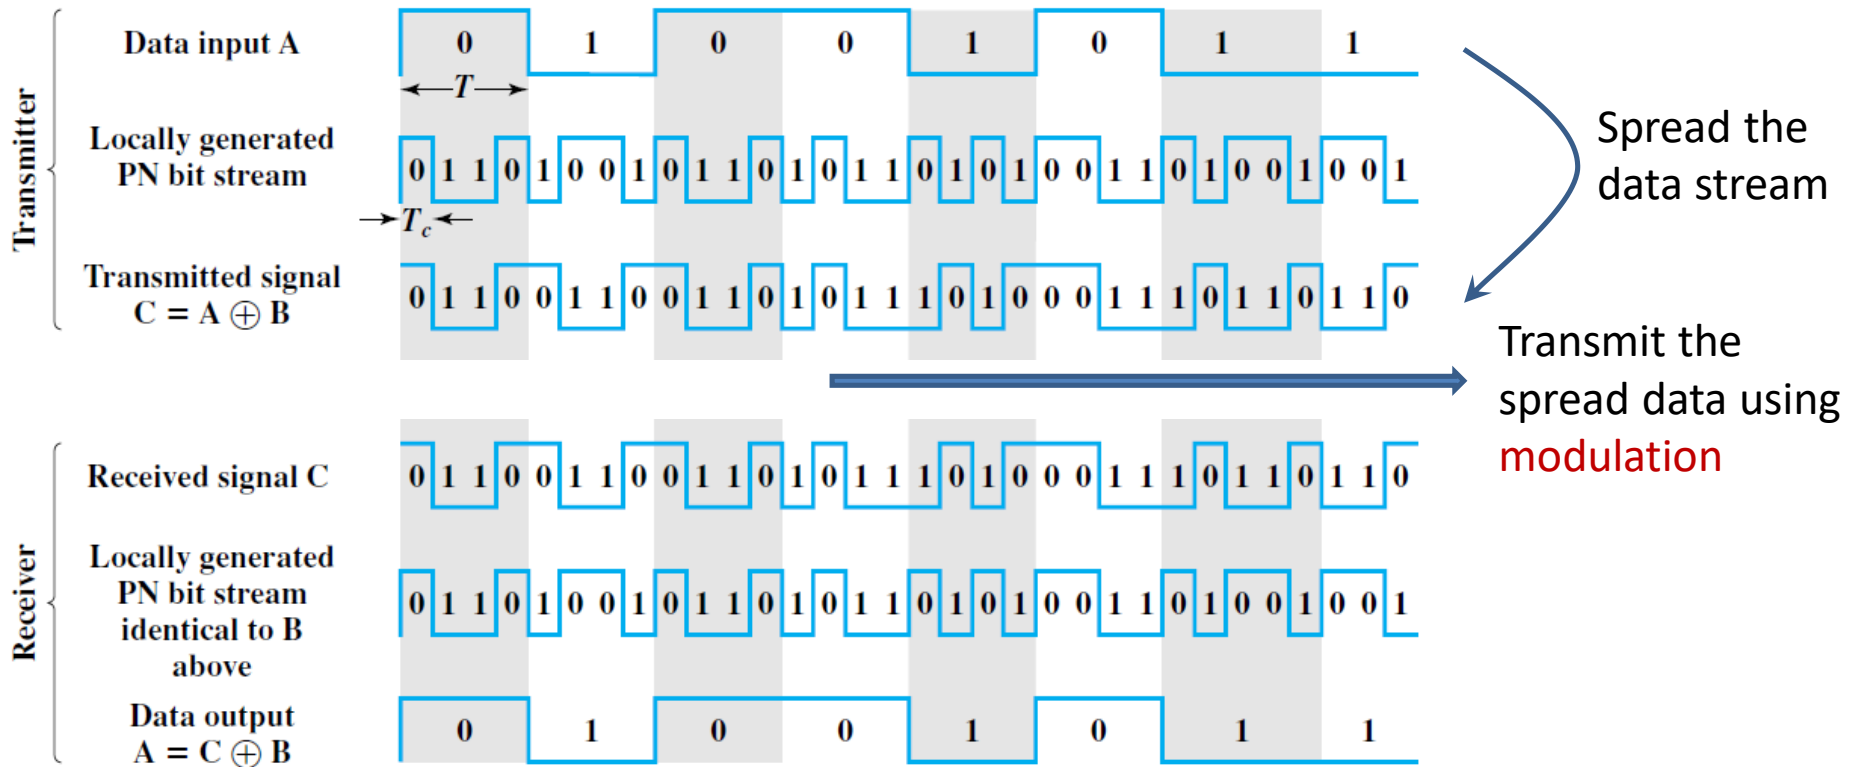 Transmitter
Data input A
0 1 0 0 1 0 1 1
T
Locally generated
PN bit stream
0 1 1 0 1 0 0 1 0 1 1 0 1 0 1 1 0 1 0 1 0 0 1 1 0 1 0 0 1 0 0 1
T_c
Transmitted signal
C = A ⊕ B
0 1 1 0 0 1 1 0 0 1 1 0 1 0 1 1 1 0 1 0 0 0 1 1 1 0 1 1 0 1 1 0
Spread the
data stream
Transmit the
spread data using
modulation
Receiver
Received signal C
0 1 1 0 0 1 1 0 0 1 1 0 1 0 1 1 1 0 1 0 0 0 1 1 1 0 1 1 0 1 1 0
Locally generated
PN bit stream
identical to B
above
0 1 1 0 1 0 0 1 0 1 1 0 1 0 1 1 0 1 0 1 0 0 1 1 0 1 0 0 1 0 0 1
Data output
A = C ⊕ B
0 1 0 0 1 0 1 1